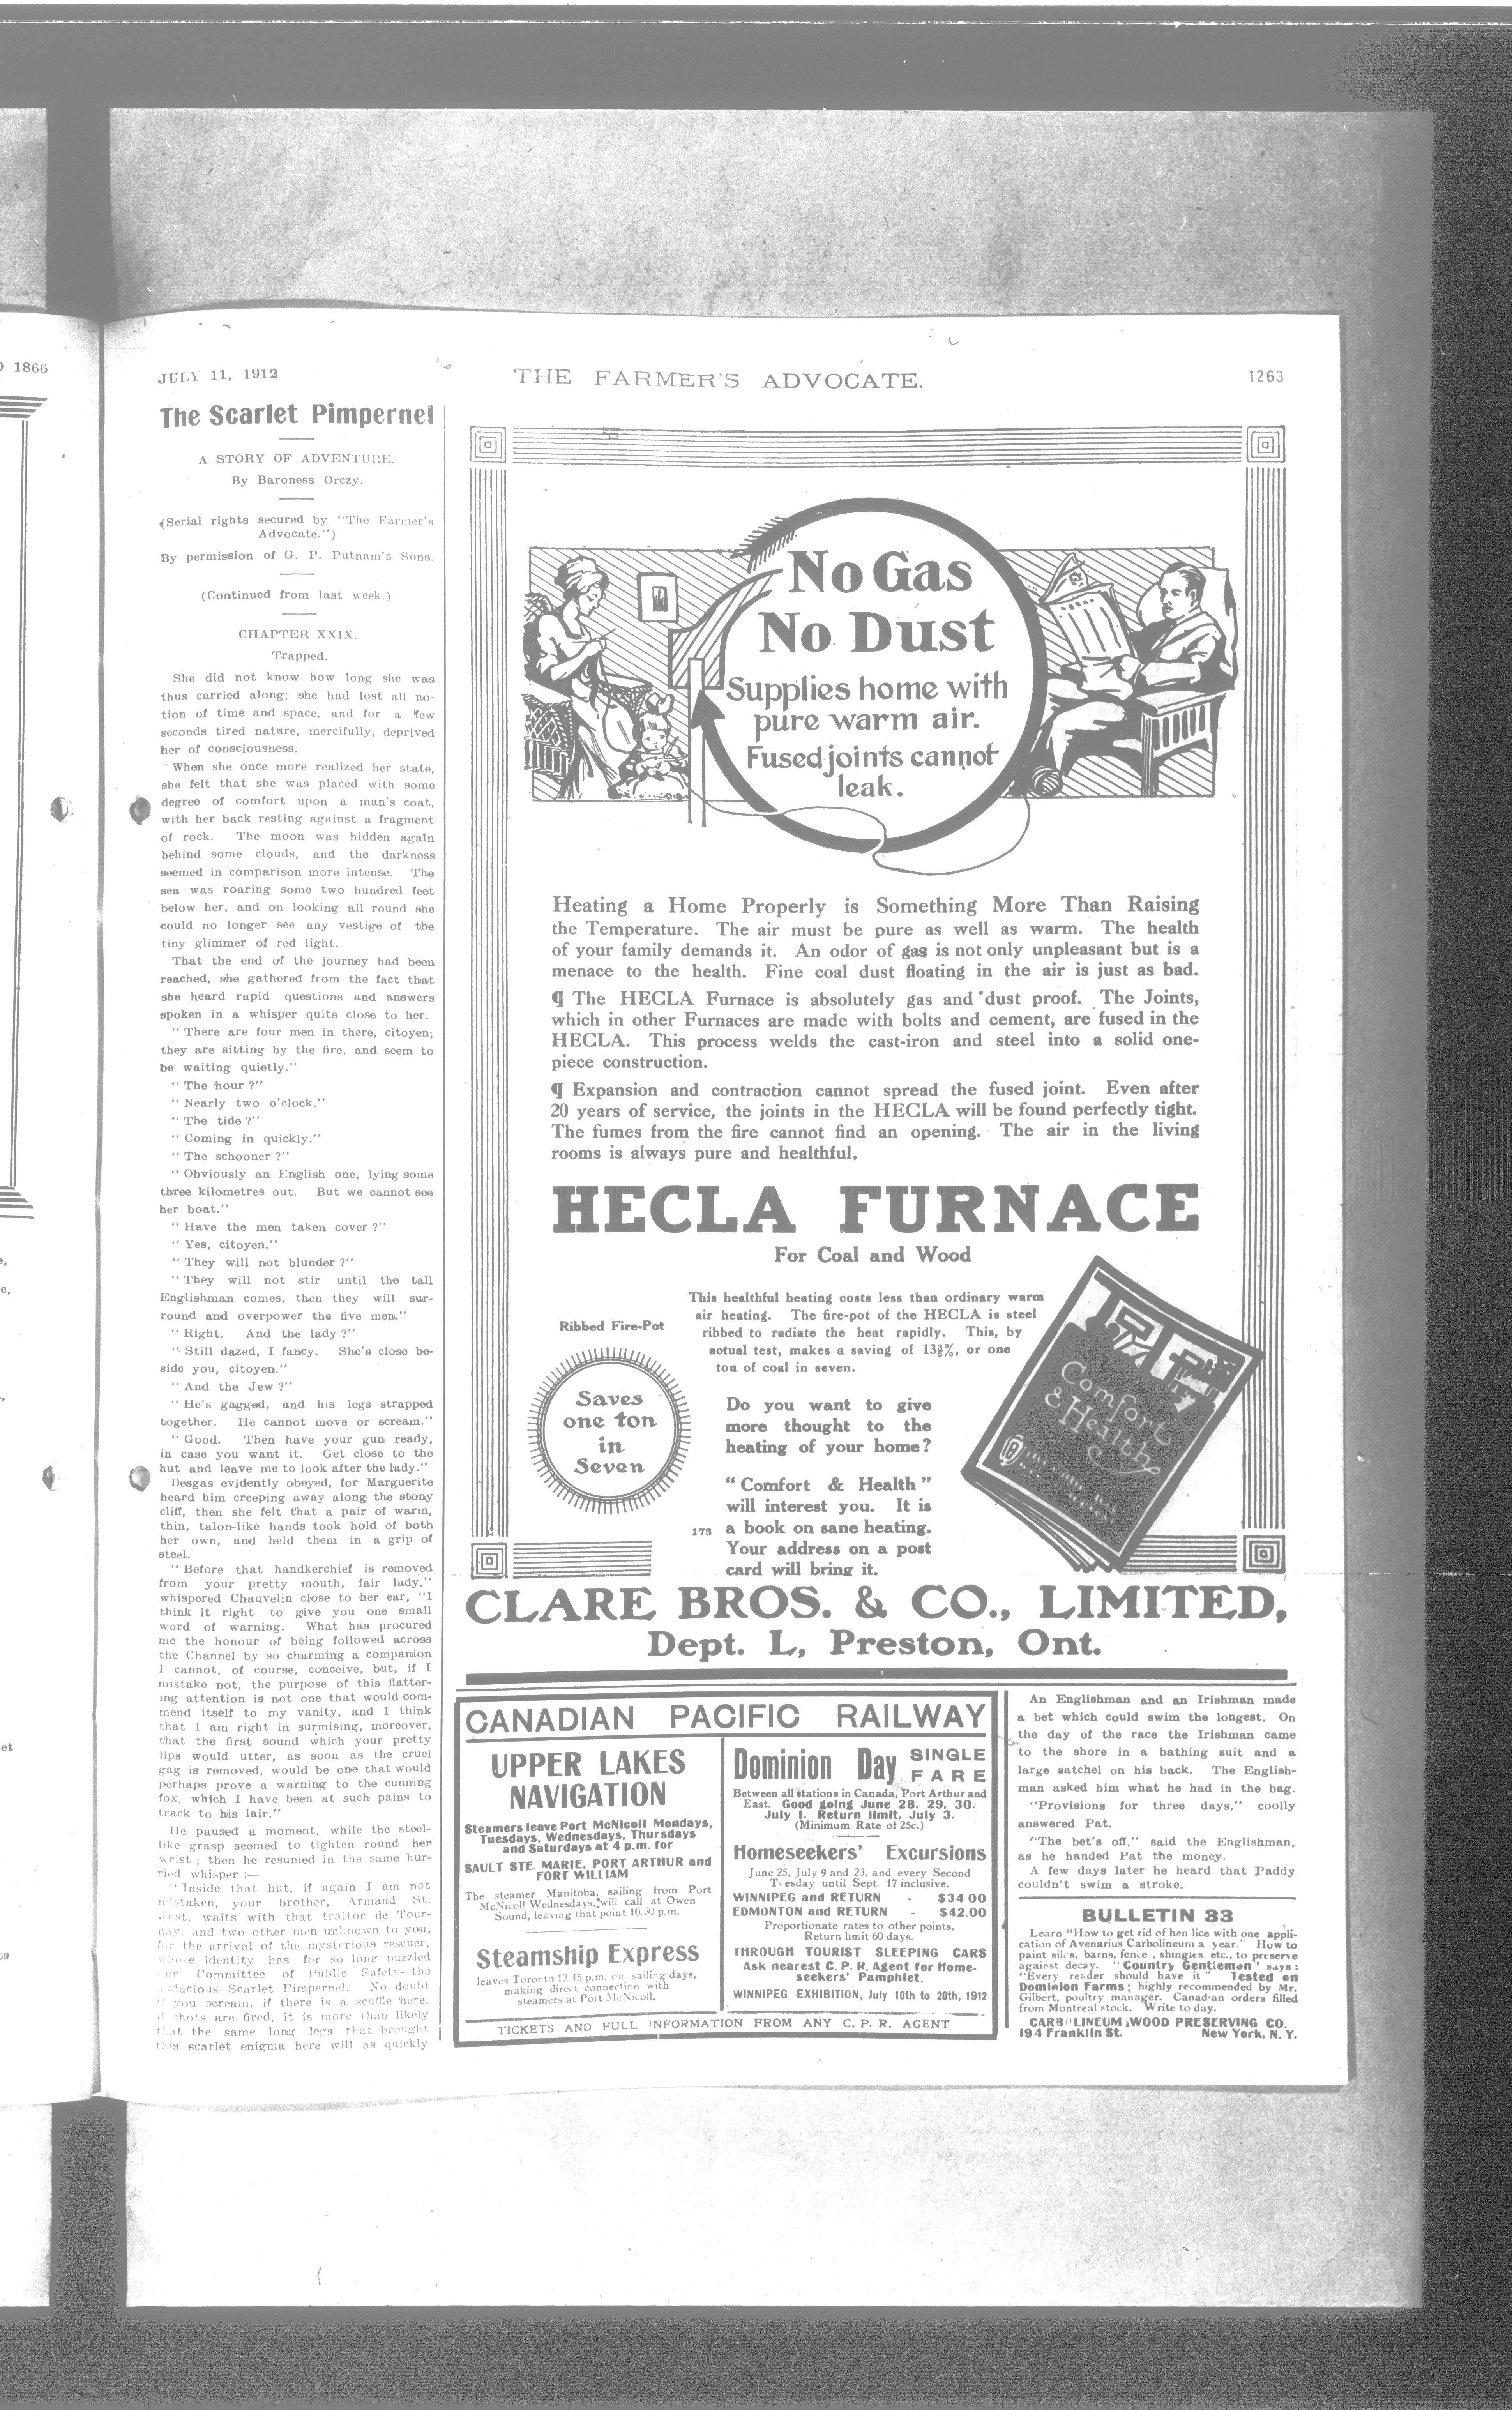 O 1866
JULY 11, 1912
THE FARMER'S ADVOCATE.
1263
The Scarlet Pimpernel
A STORY OF ADVENTURE.
By Baroness Orczy.
(Serial rights secured by "The Farmer's
Advocate.")
By permission of G. P. Putnam's Sons.
(Continued from last week.)
CHAPTER XXIX.
Trapped.
She did not know how long she was
thus carried along; she had lost all no-
tion of time and space, and for a few
seconds tired nature, mercifully, deprived
her of consciousness.
When she once more realized her state,
she felt that she was placed with some
degree of comfort upon a man's coat,
with her back resting against a fragment
of rock. The moon was hidden again
behind some clouds, and the darkness
seemed in comparison more intense. The
sea was roaring some two hundred feet
below her, and on looking all round she
could no longer see any vestige of the
tiny glimmer of red light.
That the end of the journey had been
reached, she gathered from the fact that
she heard rapid questions and answers
spoken in a whisper quite close to her.
"There are four men in there, citoyen;
they are sitting by the fire, and seem to
be waiting quietly."
"The hour ?"
"Nearly two o'clock."
"The tide ?"
"Coming in quickly."
"The schooner ?"
"Obviously an English one, lying some
three kilometres out. But we cannot see
her boat."
"Have the men taken cover ?"
"Yes, citoyen."
"They will not blunder ?"
"They will not stir until the tall
Englishman comes, then they will sur-
round and overpower the five men."
"Right. And the lady ?"
"Still dazed, I fancy. She's close be-
side you, citoyen."
"And the Jew ?"
"He's gagged, and his legs strapped
together. He cannot move or scream."
"Good. Then have your gun ready,
in case you want it. Get close to the
hut and leave me to look after the lady."
Desgas evidently obeyed, for Marguerite
heard him creeping away along the stony
cliff, then she felt that a pair of warm,
thin, talon-like hands took hold of both
her own, and held them in a grip of
steel.
"Before that handkerchief is removed
from your pretty mouth, fair lady,"
whispered Chauvelin close to her ear, "I
think it right to give you one small
word of warning. What has procured
me the honour of being followed across
the Channel by so charming a companion
I cannot, of course, conceive, but, if I
mistake not, the purpose of this flatter-
ing attention is not one that would com-
mend itself to my vanity, and I think
that I am right in surmising, moreover,
that the first sound which your pretty
lips would utter, as soon as the cruel
gag is removed, would be one that would
perhaps prove a warning to the cunning
fox, which I have been at such pains to
track to his lair."
He paused a moment, while the steel-
like grasp seemed to tighten round her
wrist ; then he resumed in the same hur-
ried whisper :—
"Inside that hut, if again I am not
mistaken, your brother, Armand St.
Just, waits with that traitor de Tour-
nay, and two other men unknown to you,
for the arrival of the mysterious rescuer,
whose identity has for so long puzzled
our Committee of Public Safety—the
audacious Scarlet Pimpernel. No doubt
if you scream, if there is a scuffle here,
if shots are fired, it is more than likely
that the same long legs that brought
this scarlet enigma here will as quickly
No Gas
No Dust
Supplies home with
pure warm air.
Fused joints cannot
leak.
Heating a Home Properly is Something More Than Raising
the Temperature. The air must be pure as well as warm. The health
of your family demands it. An odor of gas is not only unpleasant but is a
menace to the health. Fine coal dust floating in the air is just as bad.
¶ The HECLA Furnace is absolutely gas and dust proof. The Joints,
which in other Furnaces are made with bolts and cement, are fused in the
HECLA. This process welds the cast-iron and steel into a solid one-
piece construction.
¶ Expansion and contraction cannot spread the fused joint. Even after
20 years of service, the joints in the HECLA will be found perfectly tight.
The fumes from the fire cannot find an opening. The air in the living
rooms is always pure and healthful.
HECLA FURNACE
For Coal and Wood
This healthful heating costs less than ordinary warm
air heating. The fire-pot of the HECLA is steel
ribbed to radiate the heat rapidly. This, by
actual test, makes a saving of 13⅝%, or one
ton of coal in seven.
Ribbed Fire-Pot
Saves
one ton
in
Seven
Do you want to give
more thought to the
heating of your home?
"Comfort & Health"
will interest you. It is
a book on sane heating.
Your address on a post
card will bring it.
173
Comfort
& Health
CLARE BROS. & CO., LIMITED,
Dept. L, Preston, Ont.
CANADIAN PACIFIC RAILWAY
UPPER LAKES
NAVIGATION
Steamers leave Port McNicoll Mondays,
Tuesdays, Wednesdays, Thursdays
and Saturdays at 4 p.m. for
SAULT STE. MARIE, PORT ARTHUR and
FORT WILLIAM
The steamer Manitoba, sailing from Port
McNicoll Wednesdays, will call at Owen
Sound, leaving that point 10.30 p.m.
Steamship Express
leaves Toronto 12.45 p.m. on sailing days,
making direct connection with
steamers at Port McNicoll.
Dominion Day SINGLE
FARE
Between all stations in Canada, Port Arthur and
East. Good going June 28, 29, 30,
July 1. Return limit, July 3.
(Minimum Rate of 25c.)
Homeseekers' Excursions
June 25, July 9 and 23, and every Second
Tuesday until Sept. 17 inclusive.
WINNIPEG and RETURN - $34 00
EDMONTON and RETURN - $42.00
Proportionate rates to other points.
Return limit 60 days.
THROUGH TOURIST SLEEPING CARS
Ask nearest C. P. R. Agent for Home-
seekers' Pamphlet.
WINNIPEG EXHIBITION, July 10th to 20th, 1912
TICKETS AND FULL INFORMATION FROM ANY C. P. R. AGENT
An Englishman and an Irishman made
a bet which could swim the longest. On
the day of the race the Irishman came
to the shore in a bathing suit and a
large satchel on his back. The English-
man asked him what he had in the bag.
"Provisions for three days," coolly
answered Pat.
"The bet's off," said the Englishman,
as he handed Pat the money.
A few days later he heard that Paddy
couldn't swim a stroke.
BULLETIN 33
Learn "How to get rid of hen lice with one appli-
cation of Avenarius Carbolineum a year." How to
paint silos, barns, fence, shingles, etc., to preserve
against decay. "Country Gentleman" says:
"Every reader should have it" Tested on
Dominion Farms; highly recommended by Mr.
Gilbert, poultry manager. Canadian orders filled
from Montreal stock. Write to day.
CARBOLINEUM WOOD PRESERVING CO.
194 Franklin St. New York, N. Y.